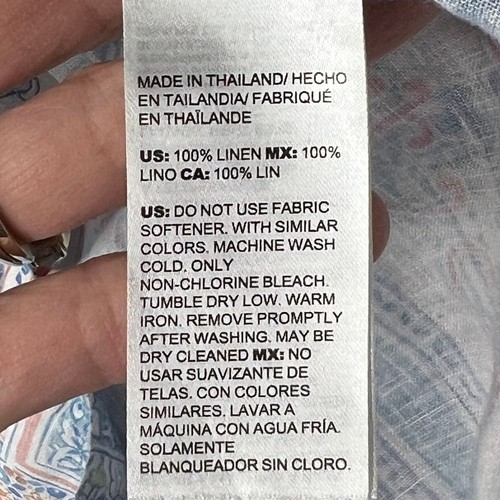 MADE IN THAILAND/ HECHO
EN TAILANDIA/ FABRIQUÉ
EN THAÏLANDE
US: 100% LINEN MX: 100%
LINO CA: 100% LIN
US: DO NOT USE FABRIC
SOFTENER. WITH SIMILAR
COLORS. MACHINE WASH
COLD. ONLY
NON-CHLORINE BLEACH.
TUMBLE DRY LOW. WARM
IRON. REMOVE PROMPTLY
AFTER WASHING. MAY BE
DRY CLEANED MX: NO
USAR SUAVIZANTE DE
TELAS. CON COLORES
SIMILARES. LAVAR A
MÁQUINA CON AGUA FRÍA.
SOLAMENTE
BLANQUEADOR SIN CLORO.